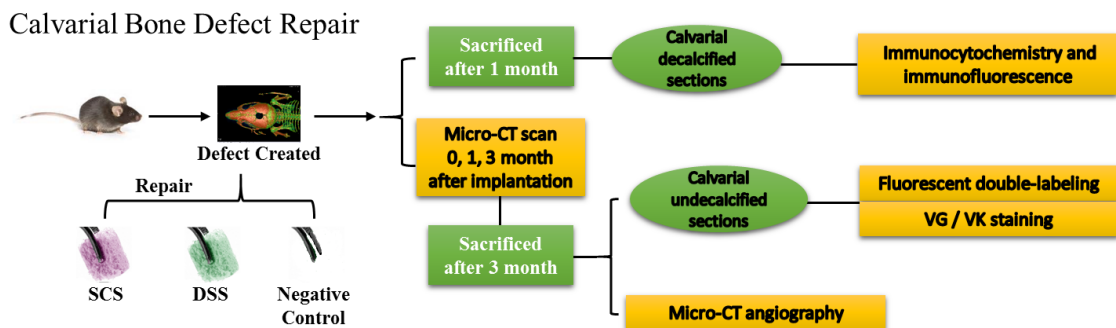 Calvarial Bone Defect Repair
Defect Created
Repair
SCS
DSS
Negative
Control
Sacrificed
after 1 month
Calvarial
decalcified
sections
Immunocytochemistry and
immunofluorescence
Micro-CT scan
0, 1, 3 month
after implantation
Sacrificed
after 3 month
Calvarial
undecalcified
sections
Fluorescent double-labeling
VG / VK staining
Micro-CT angiography